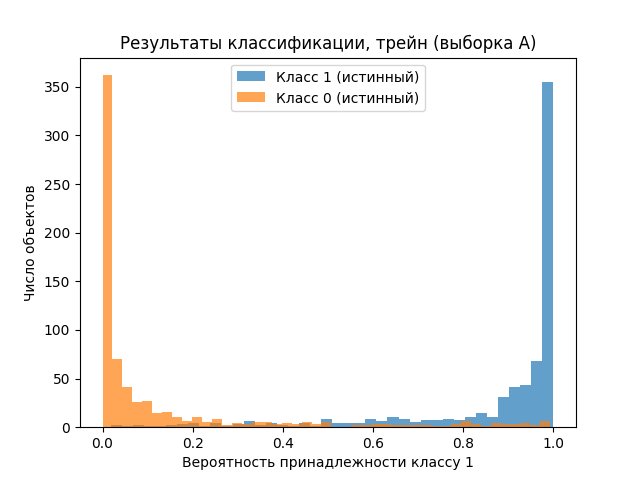 Результаты классификации, трейн (выборка А)
Класс 1 (истинный)
Класс 0 (истинный)
Число объектов
350
300
250
200
150
100
50
0
0.0 0.2 0.4 0.6 0.8 1.0
Вероятность принадлежности классу 1